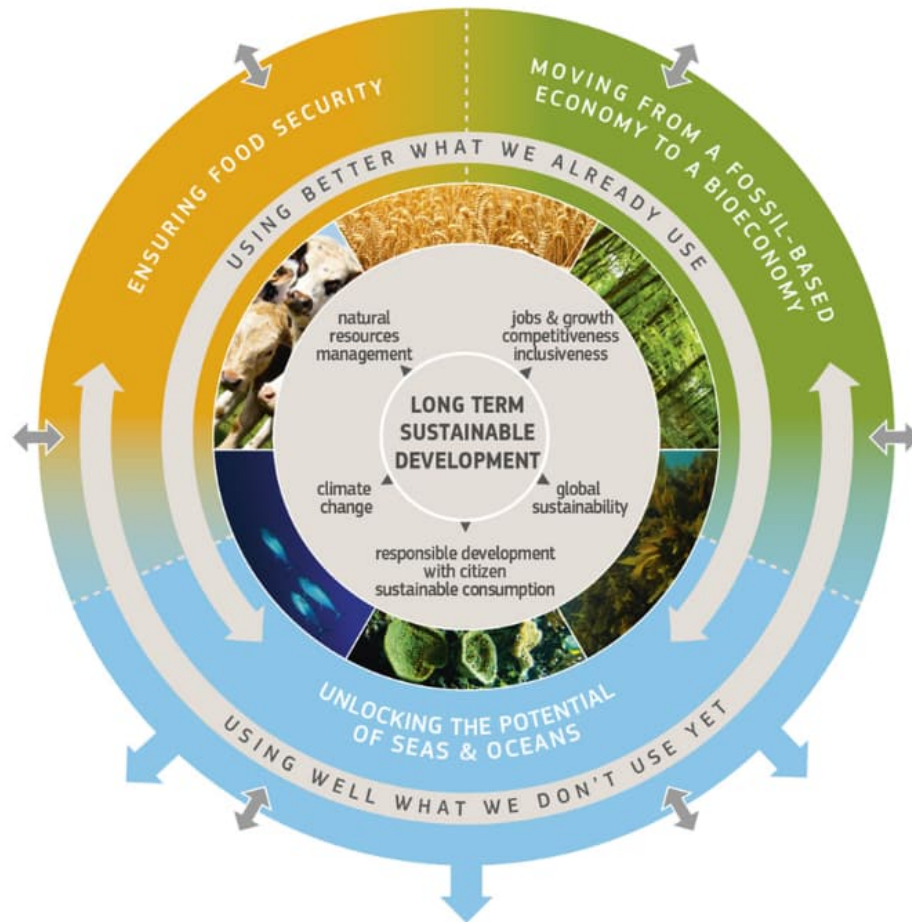 ENSURING FOOD SECURITY
MOVING FROM A FOSSIL-BASED
ECONOMY TO A BIOECONOMY
USING BETTER WHAT WE ALREADY USE
natural
resources
management
jobs & growth
competitiveness
inclusiveness
LONG TERM
SUSTAINABLE
DEVELOPMENT
climate
change
global
sustainability
responsible development
with citizen
sustainable consumption
UNLOCKING THE POTENTIAL
OF SEAS & OCEANS
USING WELL WHAT WE DON'T USE YET